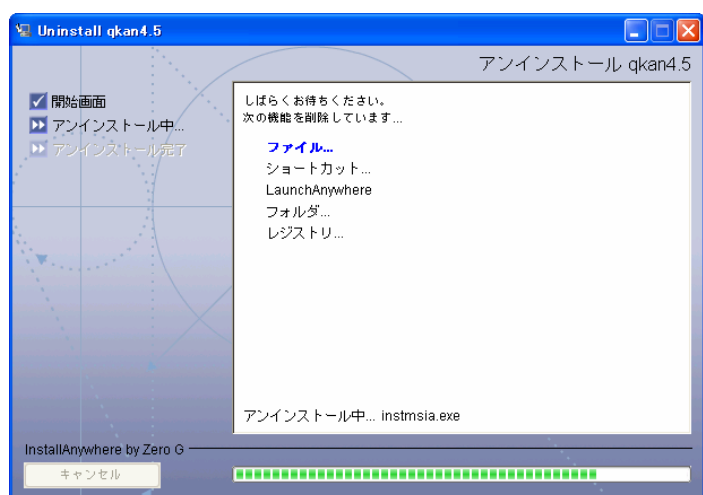 Uninstall qkan4.5
アンインストール qkan4.5
開始画面
アンインストール中...
アンインストール完了
しばらくお待ちください。
次の機能を削除しています...
ファイル...
ショートカット...
LaunchAnywhere
フォルダ...
レジストリ...
アンインストール中... instmsia.exe
InstallAnywhere by Zero G
キャンセル